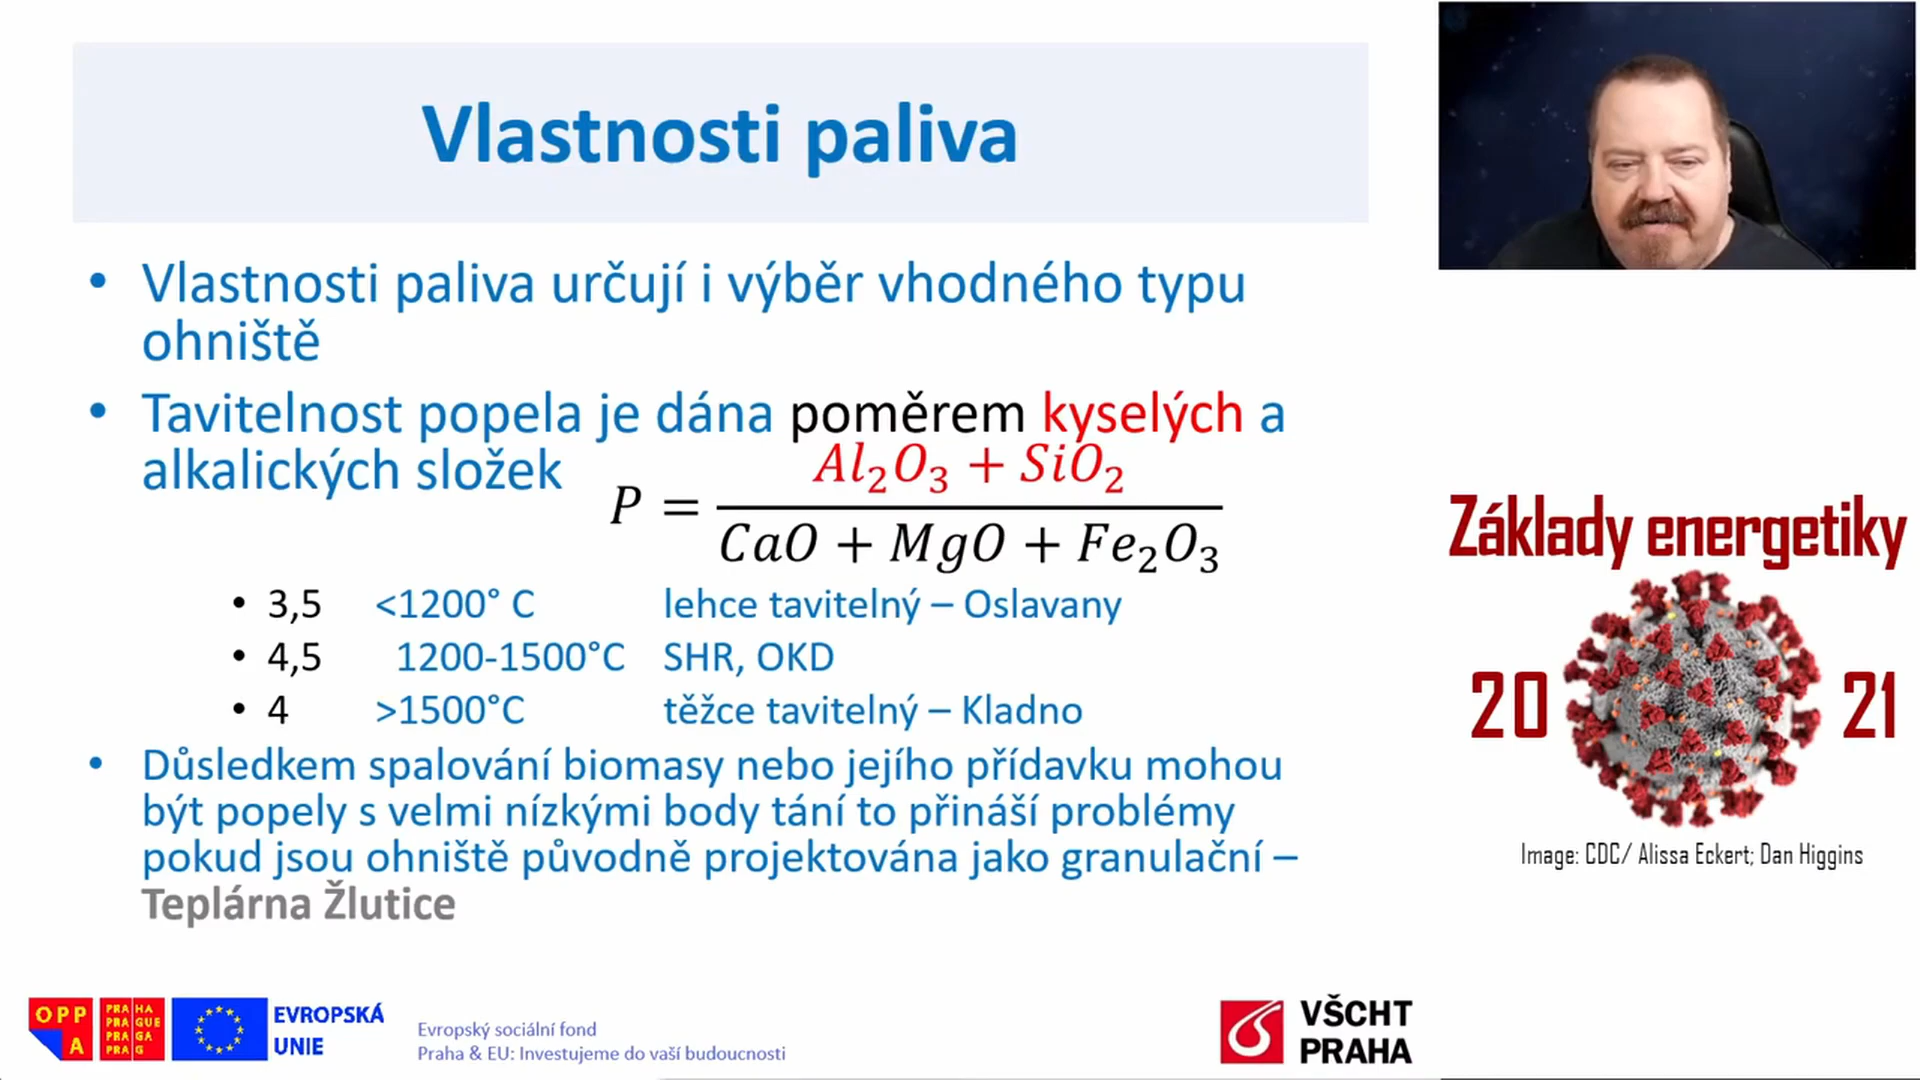 Vlastnosti paliva
• Vlastnosti paliva určují i výběr vhodného typu
ohniště
• Tavitelnost popela je dána poměrem kyselých a
alkalických složek
P = (Al₂O₃ + SiO₂) / (CaO + MgO + Fe₂O₃)
• 3,5 <1200° C lehce tavitelný – Oslavany
• 4,5 1200-1500°C SHR, OKD
• 4 >1500°C těžce tavitelný – Kladno
• Důsledkem spalování biomasy nebo jejího přídavku mohou
být popely s velmi nízkými body tání to přináší problémy
pokud jsou ohniště původně projektována jako granulační –
Teplárna Žlutice
Základy energetiky
20 21
Image: CDC/ Alissa Eckert; Dan Higgins
OPP
A
PRA HA
PRA GUE
PRA GA
PRA G
EVROPSKÁ
UNIE
Evropský sociální fond
Praha & EU: Investujeme do vaší budoucnosti
VŠCHT
PRAHA